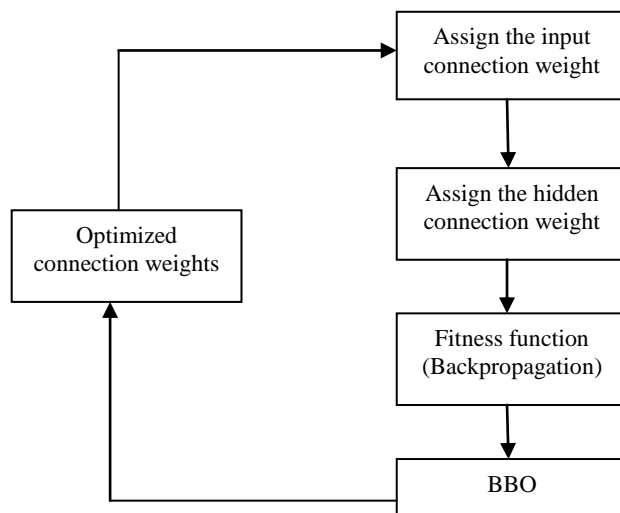 Assign the input
connection weight
Assign the hidden
connection weight
Optimized
connection weights
Fitness function
(Backpropagation)
BBO